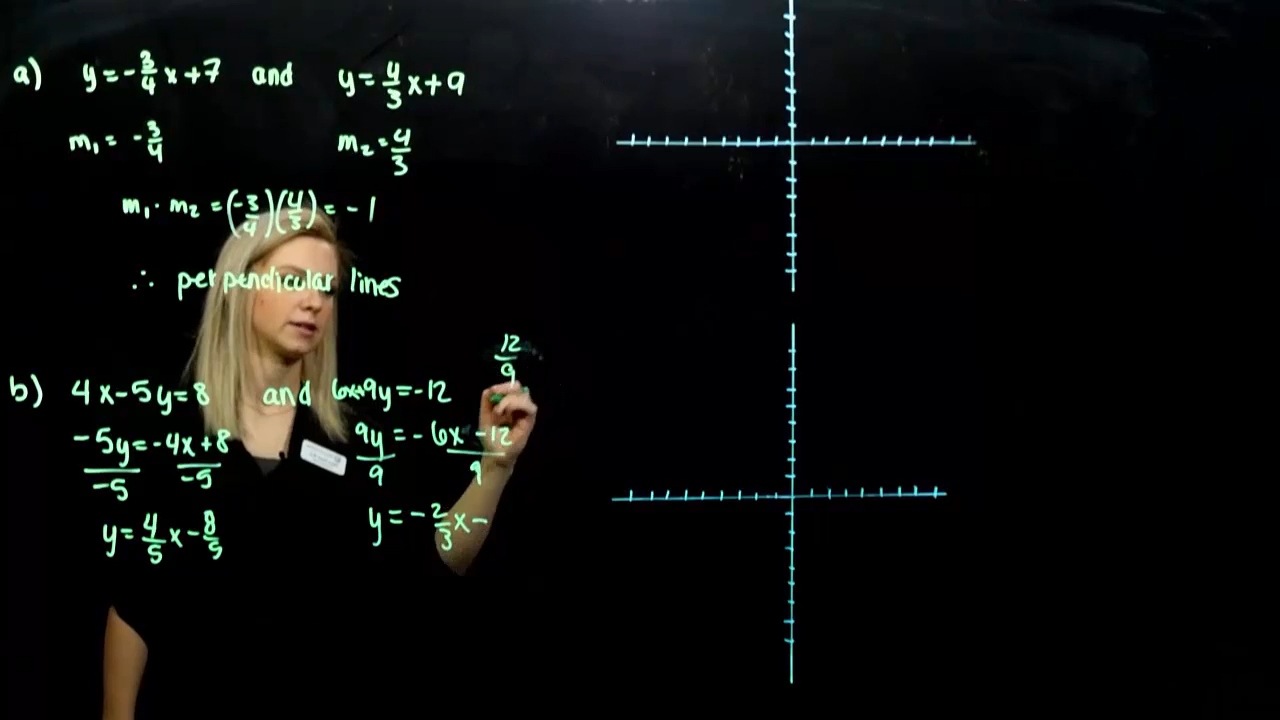 a) y = -3/4 x + 7 and y = 4/3 x + 9
m₁ = -3/4 m₂ = 4/3
m₁ · m₂ = (-3/4)(4/3) = -1
∴ perpendicular lines
12/9
b) 4x - 5y = 8 and 6x + 9y = -12
-5y/-5 = -4x + 8/-5 9y/9 = -6x - 12/9
y = 4/5 x - 8/5 y = -2/3 x -